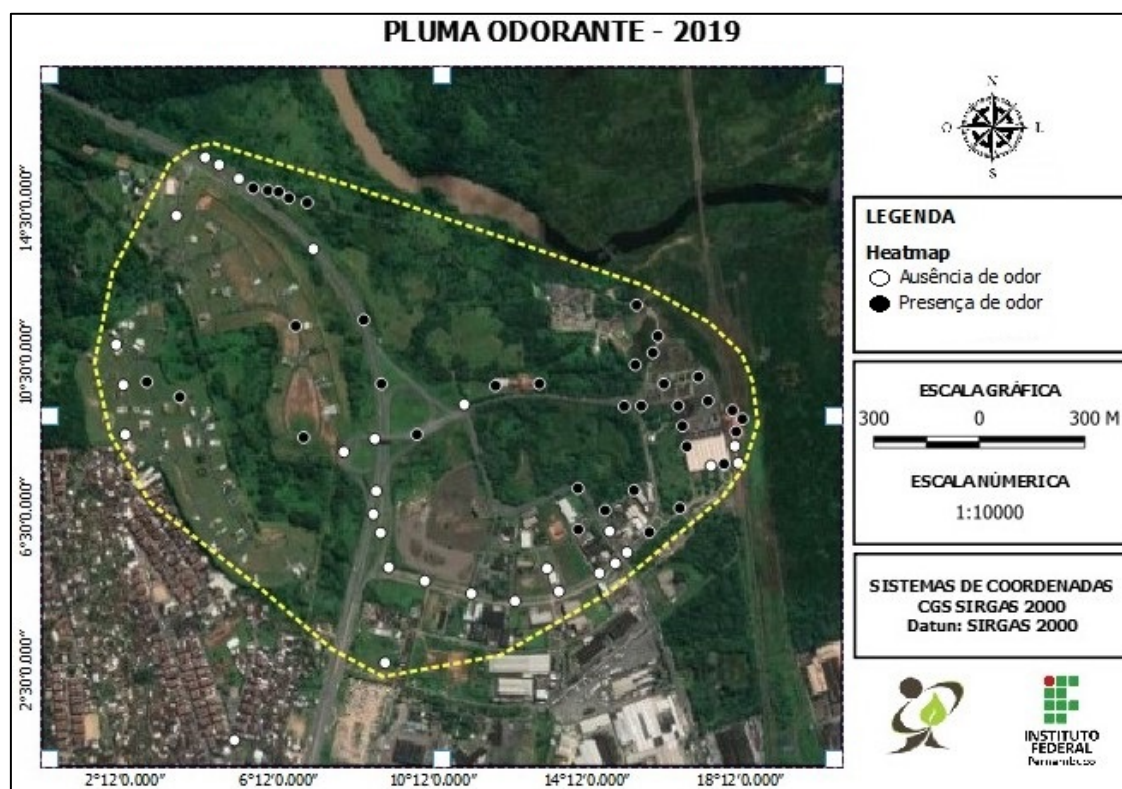 PLUMA ODORANTE - 2019
N
O
L
S
LEGENDA
Heatmap
Ausência de odor
Presença de odor
ESCALA GRÁFICA
300 0 300 M
ESCALA NÚMERICA
1:10000
SISTEMAS DE COORDENADAS
CGS SIRGAS 2000
Datun: SIRGAS 2000
INSTITUTO
FEDERAL
Pernambuco
14°30'0.000"
10°30'0.000"
6°30'0.000"
2°30'0.000"
2°12'0.000" 6°12'0.000" 10°12'0.000" 14°12'0.000" 18°12'0.000"